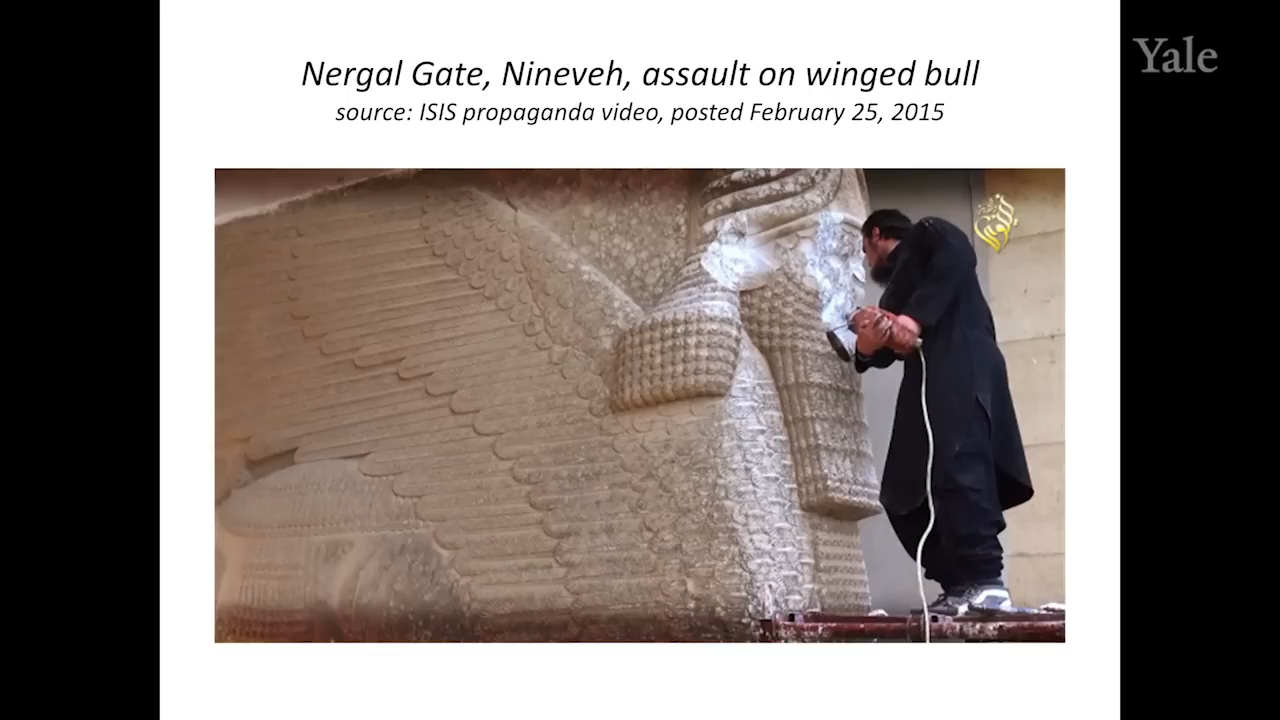 Yale
Nergal Gate, Nineveh, assault on winged bull
source: ISIS propaganda video, posted February 25, 2015